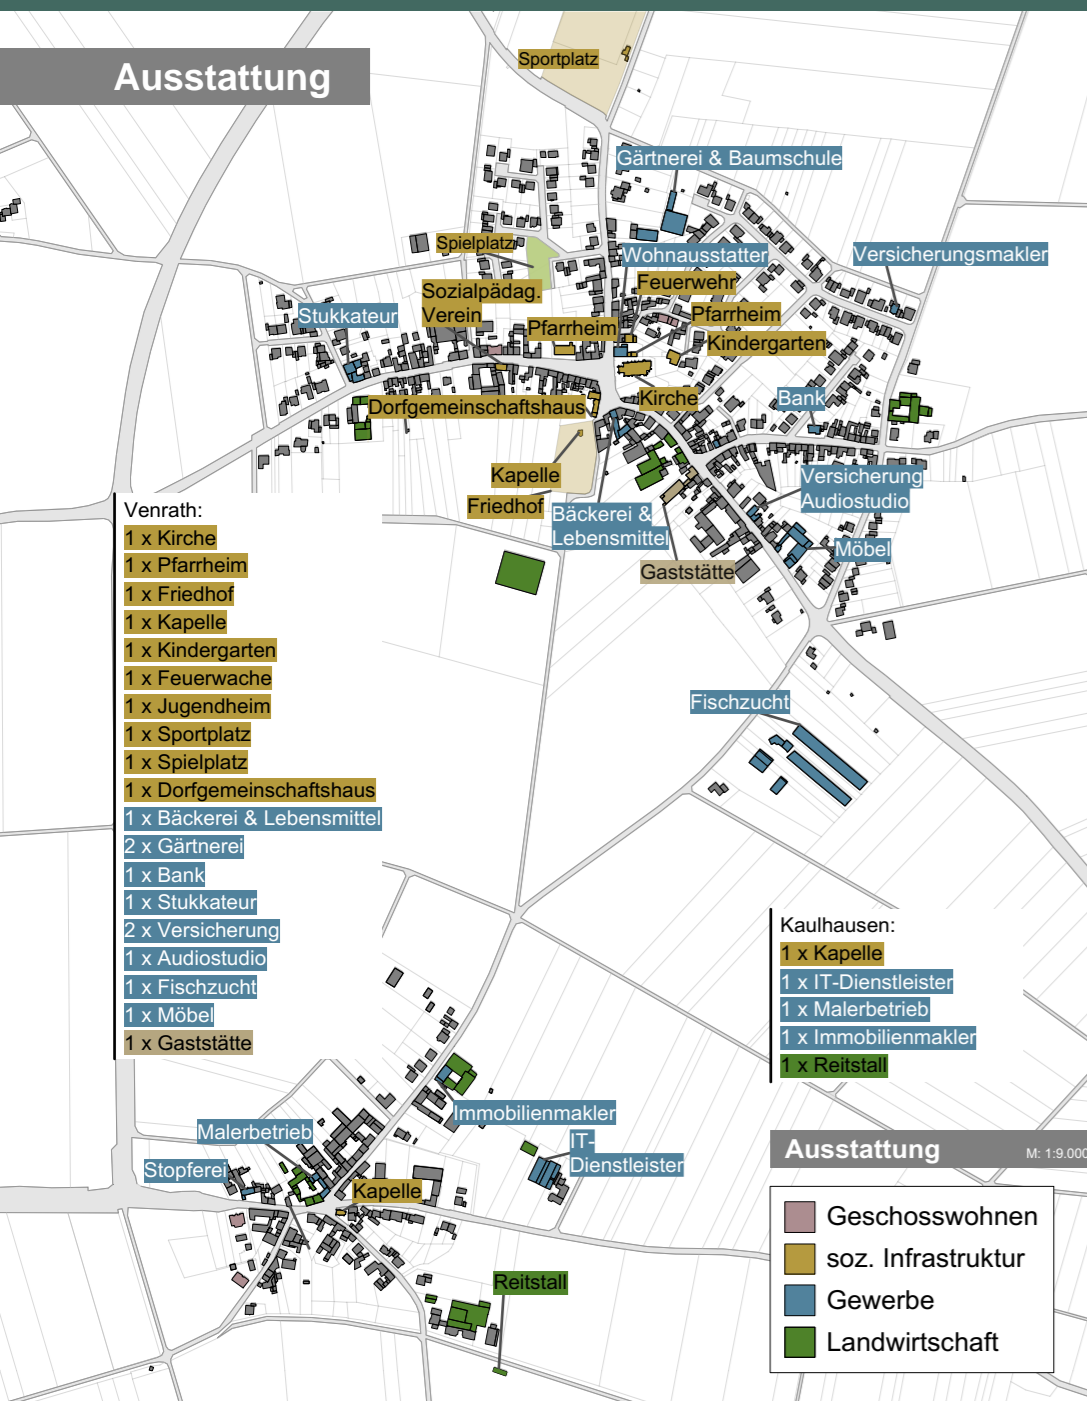 Ausstattung
Sportplatz
Gärtnerei & Baumschule
Spielplatz
Wohnausstatter
Versicherungsmakler
Feuerwehr
Sozialpädag.
Verein
Stukkateur
Pfarrheim
Pfarrheim
Kindergarten
Dorfgemeinschaftshaus
Kirche
Bank
Kapelle
Friedhof
Bäckerei &
Lebensmittel
Versicherung
Audiostudio
Möbel
Gaststätte
Venrath:
1 x Kirche
1 x Pfarrheim
1 x Friedhof
1 x Kapelle
1 x Kindergarten
1 x Feuerwache
1 x Jugendheim
1 x Sportplatz
1 x Spielplatz
1 x Dorfgemeinschaftshaus
1 x Bäckerei & Lebensmittel
2 x Gärtnerei
1 x Bank
1 x Stukkateur
2 x Versicherung
1 x Audiostudio
1 x Fischzucht
1 x Möbel
1 x Gaststätte
Fischzucht
Kaulhausen:
1 x Kapelle
1 x IT-Dienstleister
1 x Malerbetrieb
1 x Immobilienmakler
1 x Reitstall
Immobilienmakler
Malerbetrieb
IT-
Dienstleister
Stopferei
Kapelle
Reitstall
Ausstattung
M: 1:9.000
Geschosswohnen
soz. Infrastruktur
Gewerbe
Landwirtschaft